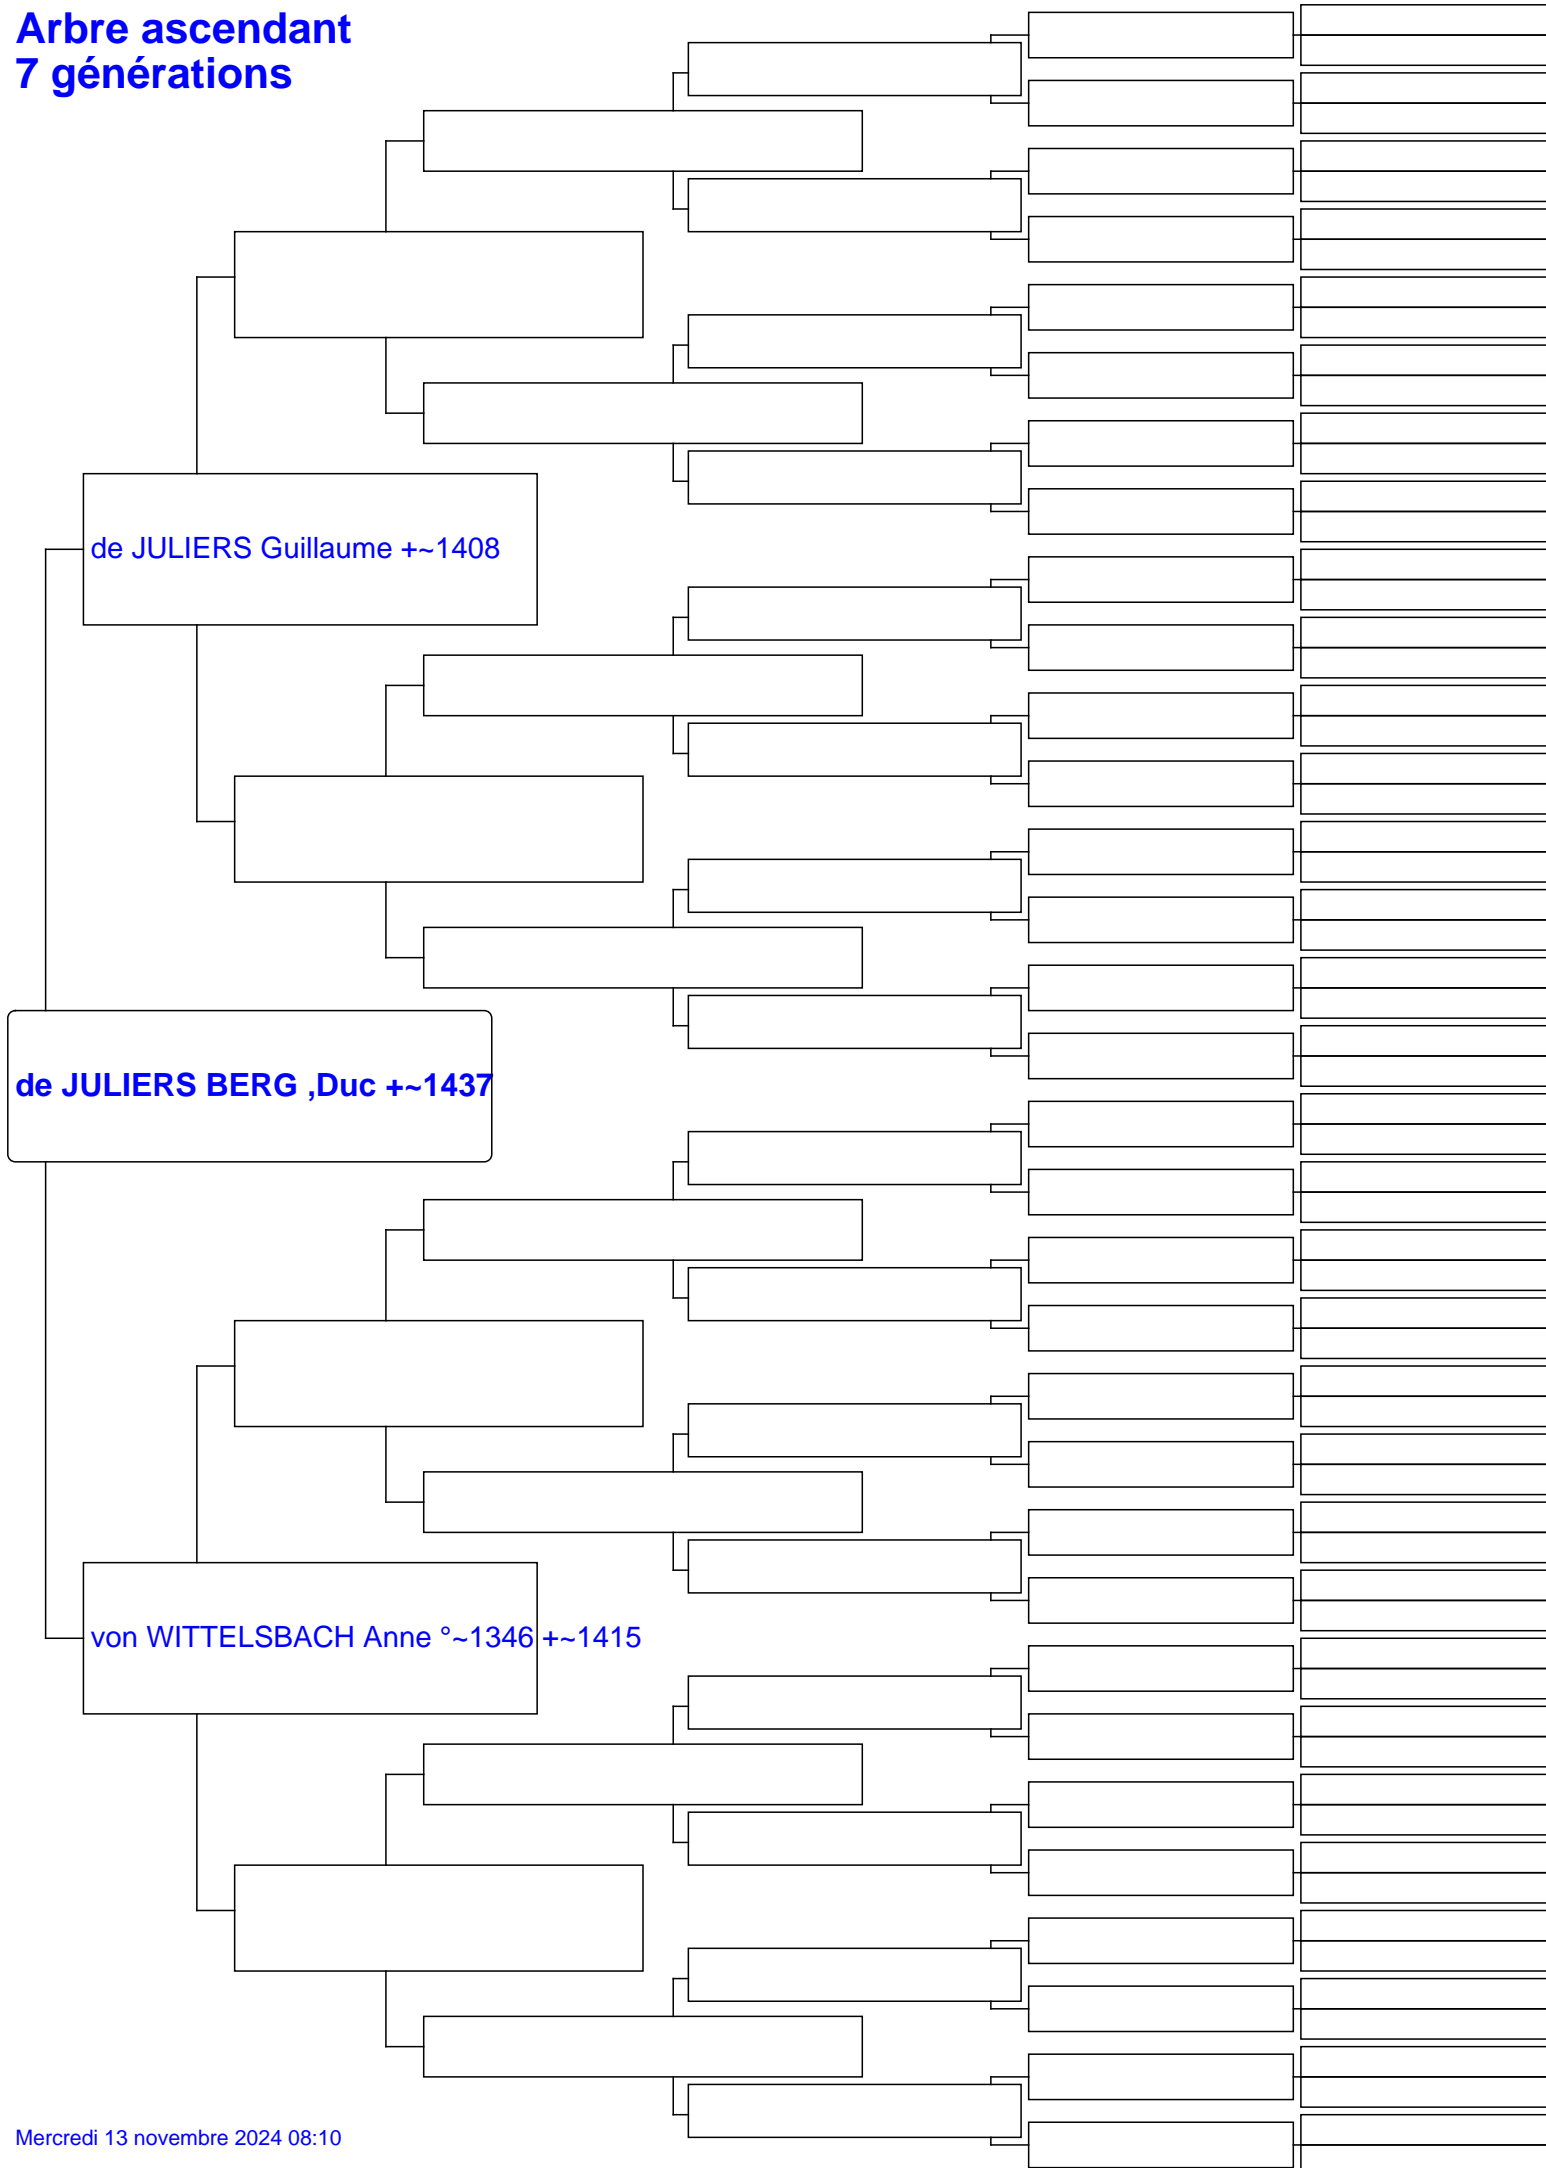 Arbre ascendant
7 générations
de JULIERS Guillaume +~1408
de JULIERS BERG ,Duc +~1437
von WITTELSBACH Anne °~1346 +~1415
Mercredi 13 novembre 2024 08:10